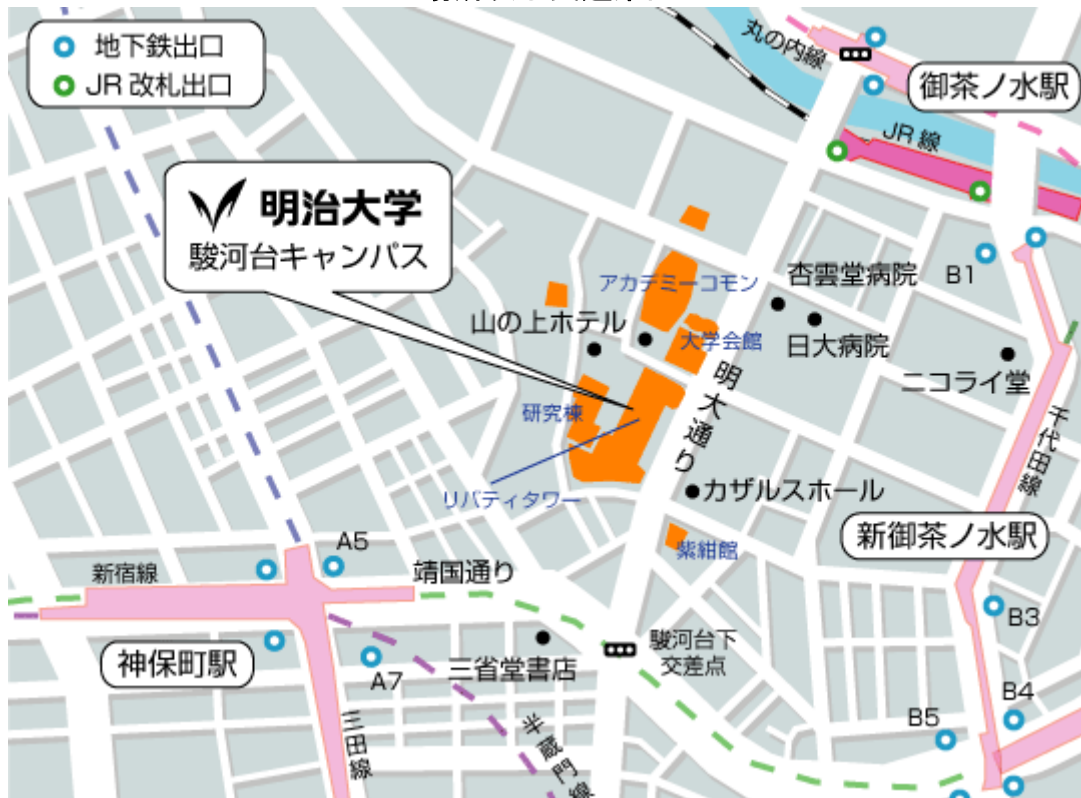 地下鉄出口
JR 改札出口
丸の内線
御茶ノ水駅
JR 線
明治大学
駿河台キャンパス
アカデミーコモン
杏雲堂病院
B1
山の上ホテル
大学会館
日大病院
ニコライ堂
明大通り
研究棟
千代田線
リバティタワー
カザルスホール
新御茶ノ水駅
紫紺館
A5
新宿線
靖国通り
B3
神保町駅
A7
三省堂書店
駿河台下
交差点
B4
B5
三田線
半蔵門線